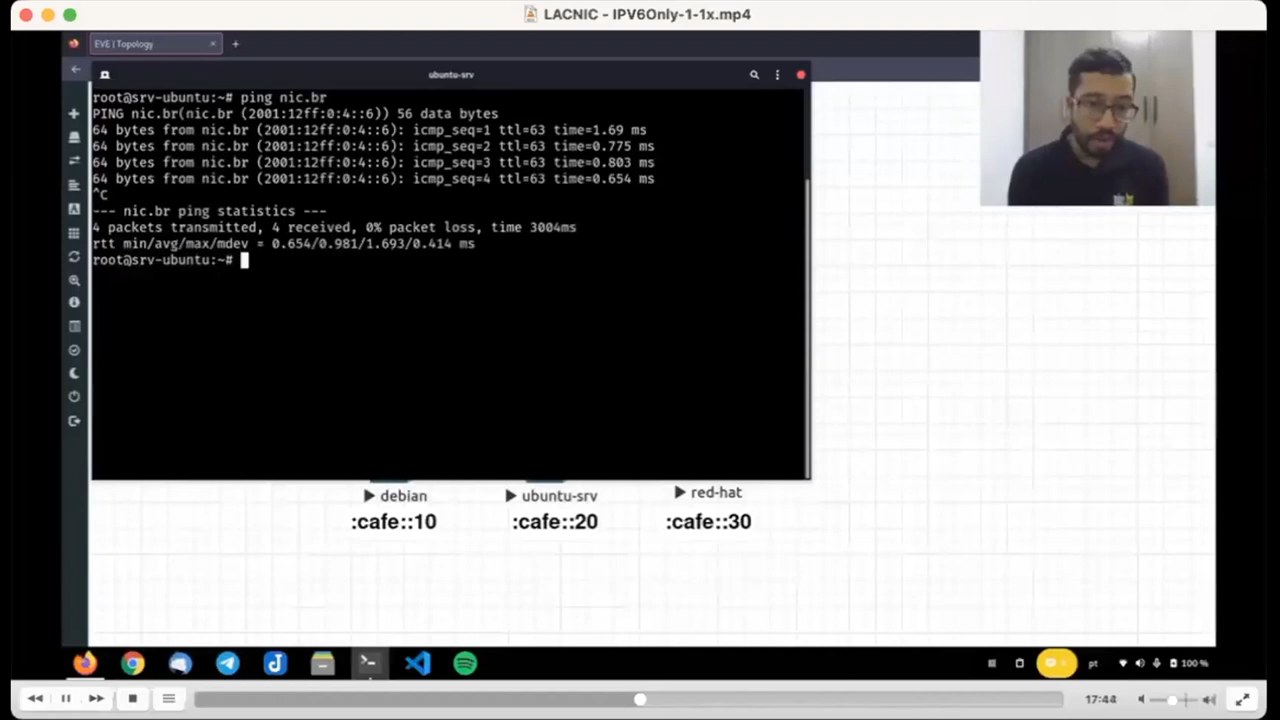 LACNIC - IPV6Only-1-1x.mp4
EVE | Topology
ubuntu-srv
root@srv-ubuntu:~# ping nic.br
PING nic.br(nic.br (2001:12ff:0:4::6)) 56 data bytes
64 bytes from nic.br (2001:12ff:0:4::6): icmp_seq=1 ttl=63 time=1.69 ms
64 bytes from nic.br (2001:12ff:0:4::6): icmp_seq=2 ttl=63 time=0.775 ms
64 bytes from nic.br (2001:12ff:0:4::6): icmp_seq=3 ttl=63 time=0.803 ms
64 bytes from nic.br (2001:12ff:0:4::6): icmp_seq=4 ttl=63 time=0.654 ms
^C
--- nic.br ping statistics ---
4 packets transmitted, 4 received, 0% packet loss, time 3004ms
rtt min/avg/max/mdev = 0.654/0.981/1.693/0.414 ms
root@srv-ubuntu:~#
debian ubuntu-srv red-hat
:cafe::10 :cafe::20 :cafe::30
pt 100 %
17:44